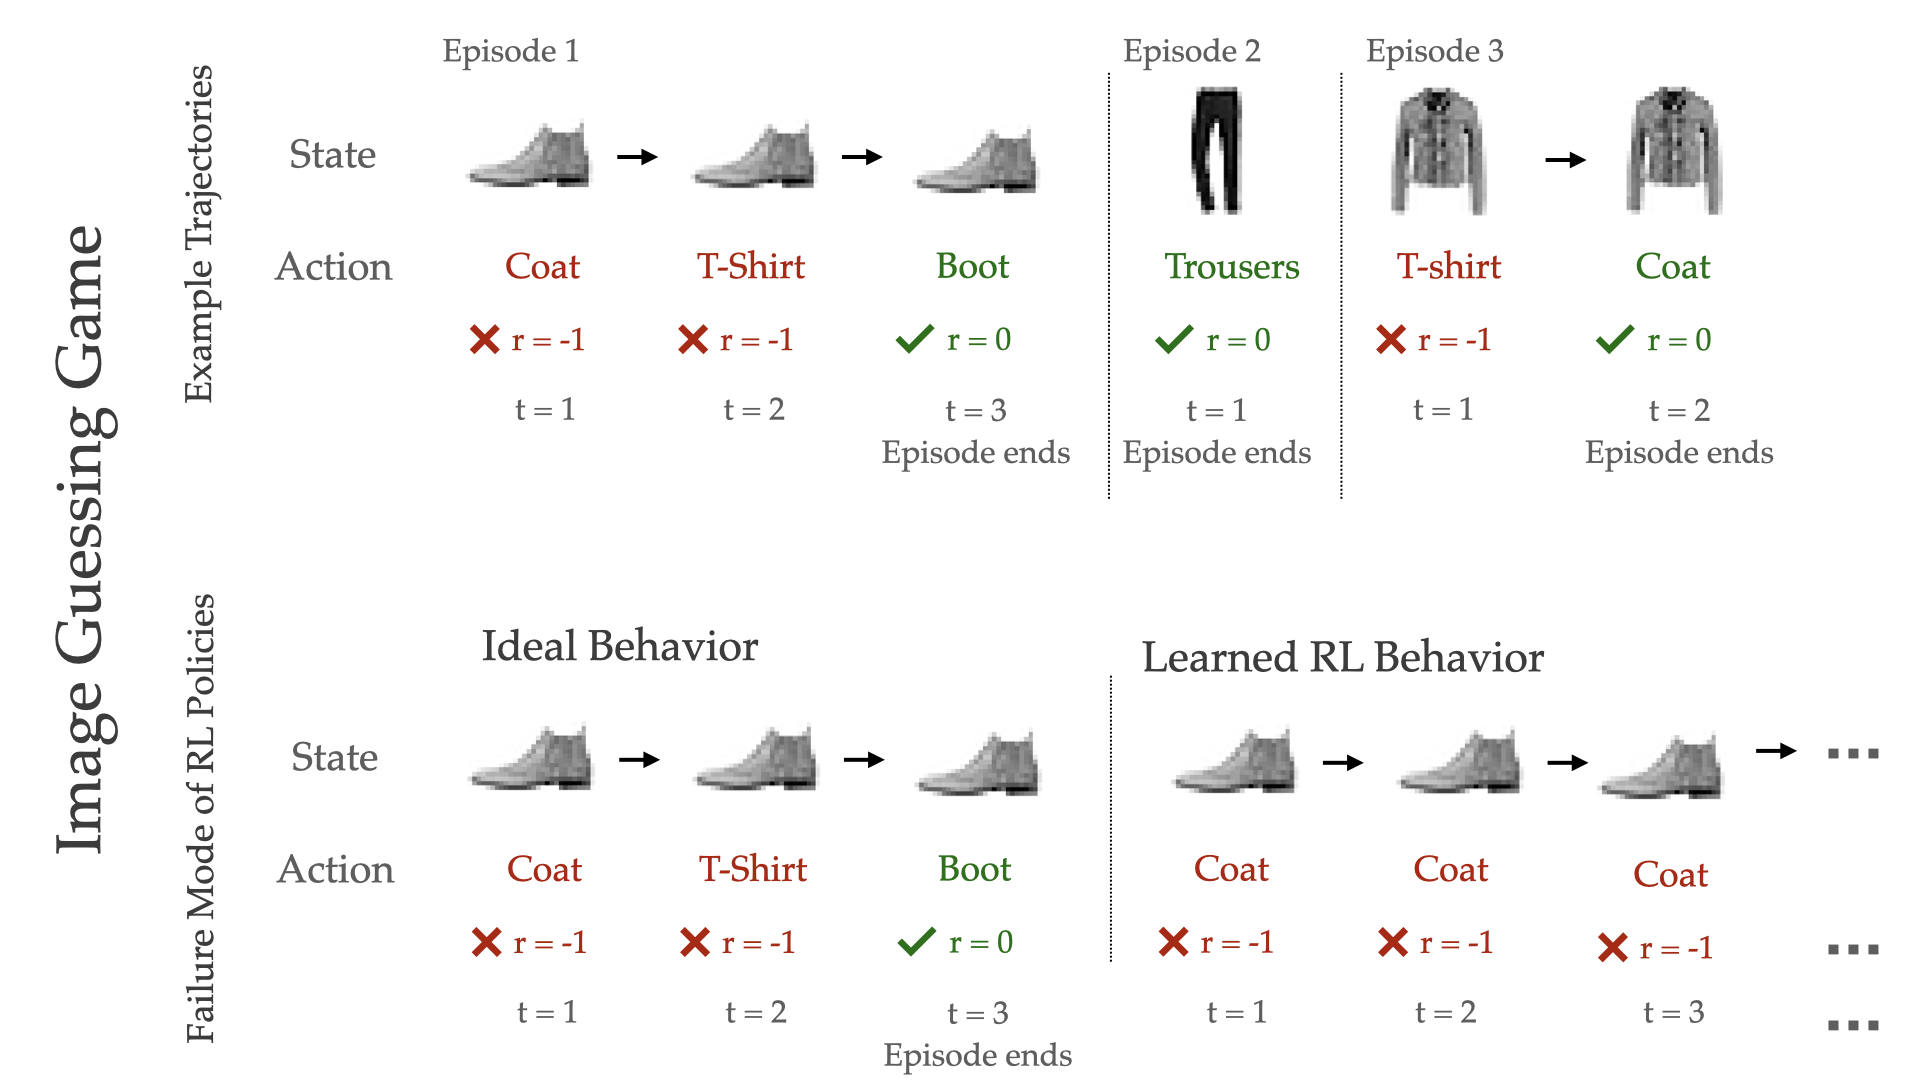 Image Guessing Game
Example Trajectories
Episode 1
Episode 2
Episode 3
State
Action
Coat
T-Shirt
Boot
Trousers
T-shirt
Coat
r = -1
r = -1
r = 0
r = 0
r = -1
r = 0
t = 1
t = 2
t = 3
t = 1
t = 1
t = 2
Episode ends
Episode ends
Episode ends
Failure Mode of RL Policies
Ideal Behavior
Learned RL Behavior
State
...
Action
Coat
T-Shirt
Boot
Coat
Coat
Coat
r = -1
r = -1
r = 0
r = -1
r = -1
r = -1
...
t = 1
t = 2
t = 3
t = 1
t = 2
t = 3
...
Episode ends